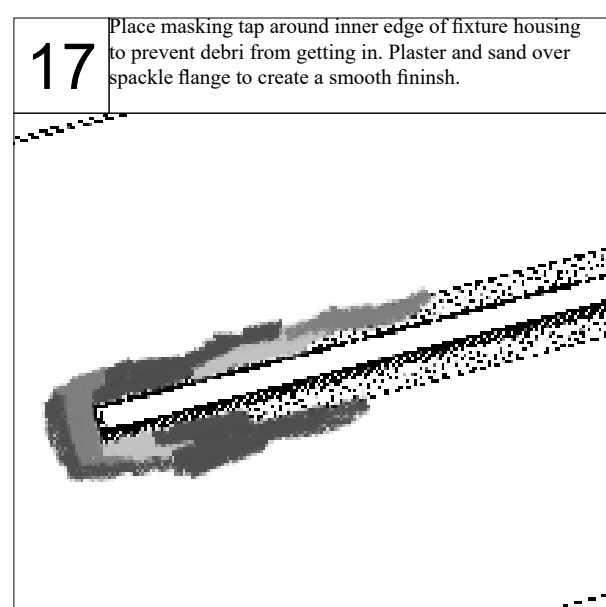 17
Place masking tap around inner edge of fixture housing
to prevent debri from getting in. Plaster and sand over
spackle flange to create a smooth fininsh.